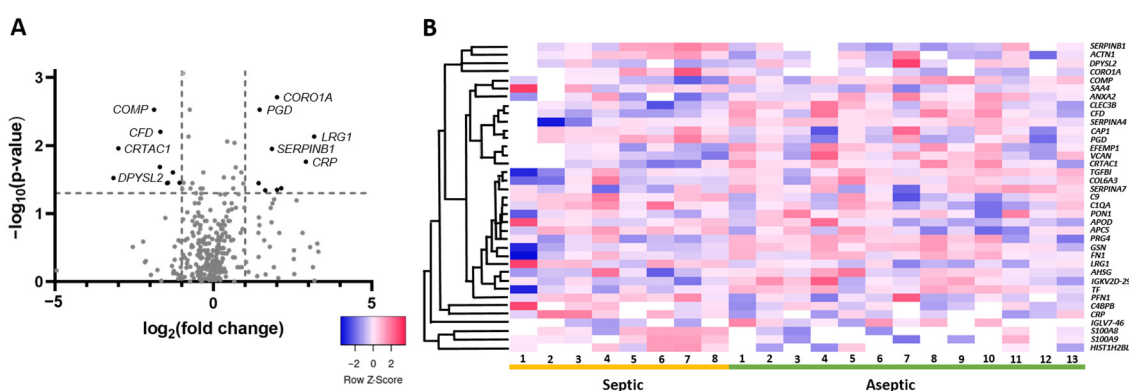 A
B
3
2
1
0
-5
0
5
−log10(p-value)
log2(fold change)
COMP
CFD
CRTAC1
DPYSL2
CORO1A
PGD
LRG1
SERPINB1
CRP
-2
0
2
Row Z-Score
SERPINB1
ACTN1
DPYSL2
CORO1A
COMP
SAA4
ANXA2
CLEC3B
CFD
SERPINA4
CAP1
PGD
EFEMP1
VCAN
CRTAC1
TGFBI
COL6A3
SERPINA7
C9
C1QA
PON1
APOD
APCS
PRG4
GSN
FN1
LRG1
AHSG
IGKV2D-29
TF
PFN1
C4BPB
CRP
IGLV7-46
S100A8
S100A9
HIST1H2BL
1 2 3 4 5 6 7 8 1 2 3 4 5 6 7 8 9 10 11 12 13
Septic Aseptic